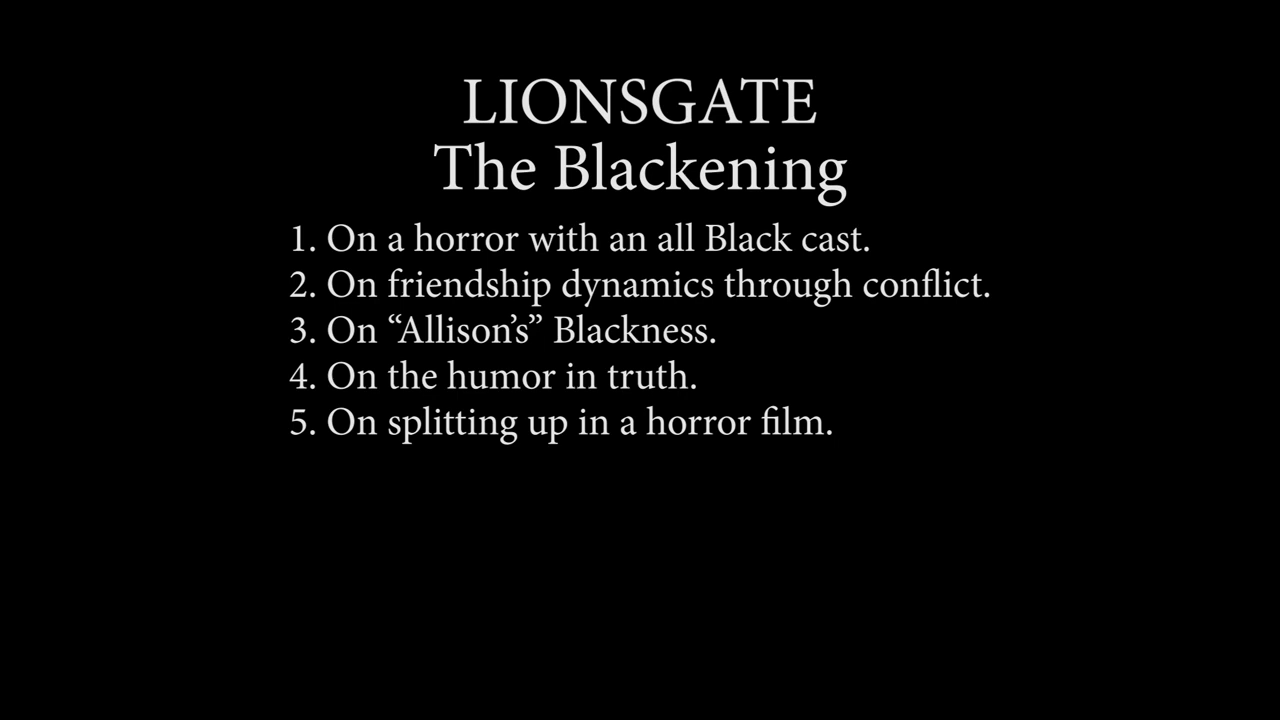 LIONSGATE
The Blackening
1. On a horror with an all Black cast.
2. On friendship dynamics through conflict.
3. On “Allison’s” Blackness.
4. On the humor in truth.
5. On splitting up in a horror film.